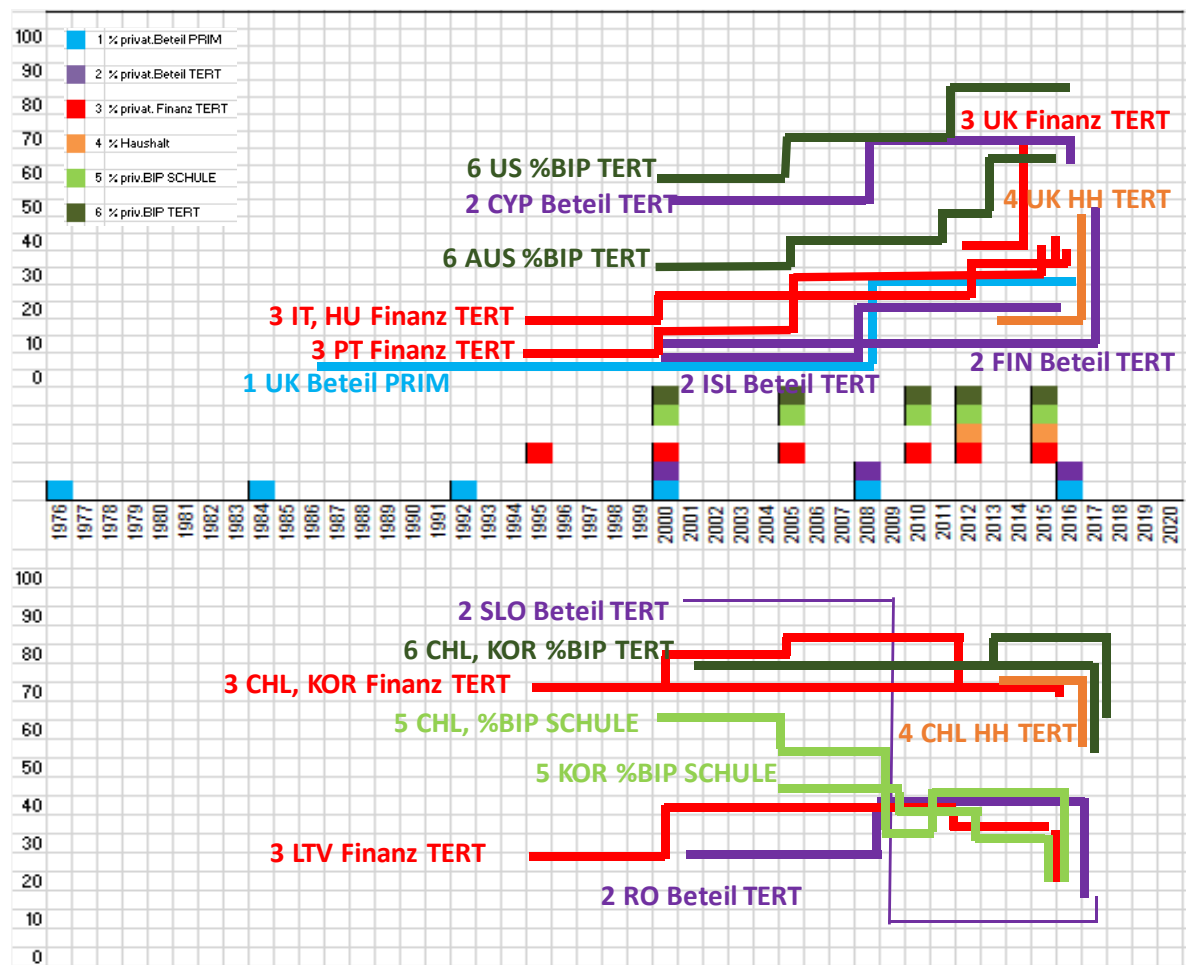 100
90
80
70
60
50
40
30
20
10
0
1 % privat.Beteil PRIM
2 % privat.Beteil TERT
3 % privat. Finanz TERT
4 % Haushalt
5 % priv.BIP SCHULE
6 % priv.BIP TERT
3 UK Finanz TERT
6 US %BIP TERT
2 CYP Beteil TERT
4 UK HH TERT
6 AUS %BIP TERT
3 IT, HU Finanz TERT
3 PT Finanz TERT
2 FIN Beteil TERT
1 UK Beteil PRIM
2 ISL Beteil TERT
1976 1977 1978 1979 1980 1981 1982 1983 1984 1985 1986 1987 1988 1989 1990 1991 1992 1993 1994 1995 1996 1997 1998 1999 2000 2001 2002 2003 2004 2005 2006 2007 2008 2009 2010 2011 2012 2013 2014 2015 2016 2017 2018 2019 2020
100
90
80
70
60
50
40
30
20
10
0
2 SLO Beteil TERT
6 CHL, KOR %BIP TERT
3 CHL, KOR Finanz TERT
5 CHL, %BIP SCHULE
4 CHL HH TERT
5 KOR %BIP SCHULE
3 LTV Finanz TERT
2 RO Beteil TERT